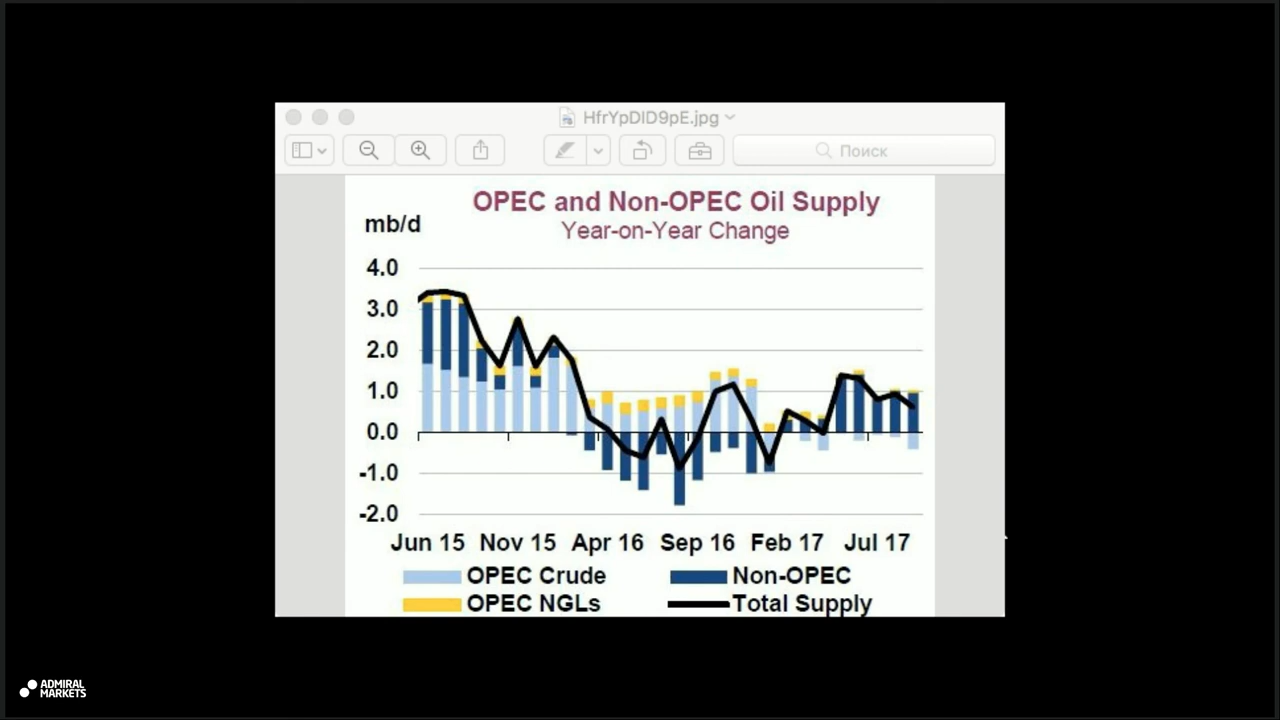 HfrYpDID9pE.jpg
Поиск
OPEC and Non-OPEC Oil Supply
Year-on-Year Change
mb/d
4.0
3.0
2.0
1.0
0.0
-1.0
-2.0
Jun 15 Nov 15 Apr 16 Sep 16 Feb 17 Jul 17
OPEC Crude Non-OPEC
OPEC NGLs Total Supply
ADMIRAL
MARKETS